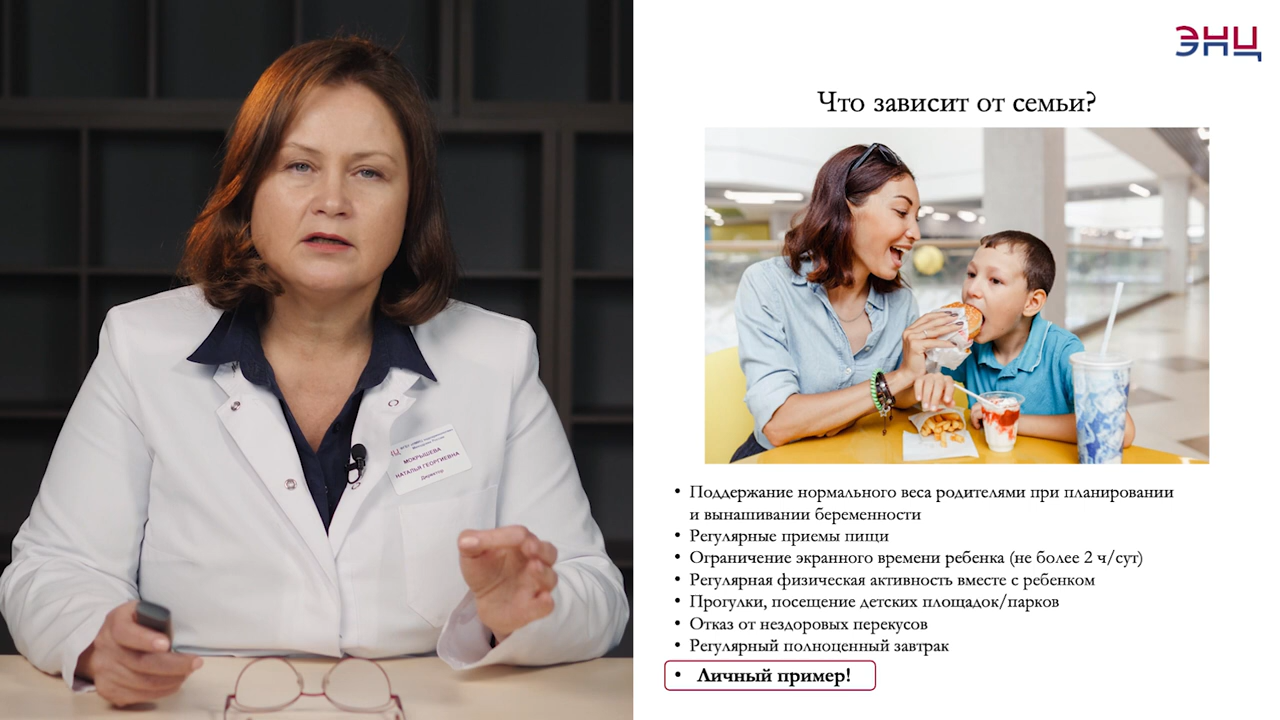 ЭНЦ
Что зависит от семьи?
МОКРЫШЕВА
НАТАЛЬЯ ГЕОРГИЕВНА
Директор
• Поддержание нормального веса родителями при планировании
и вынашивании беременности
• Регулярные приемы пищи
• Ограничение экранного времени ребенка (не более 2 ч/сут)
• Регулярная физическая активность вместе с ребенком
• Прогулки, посещение детских площадок/парков
• Отказ от нездоровых перекусов
• Регулярный полноценный завтрак
• Личный пример!